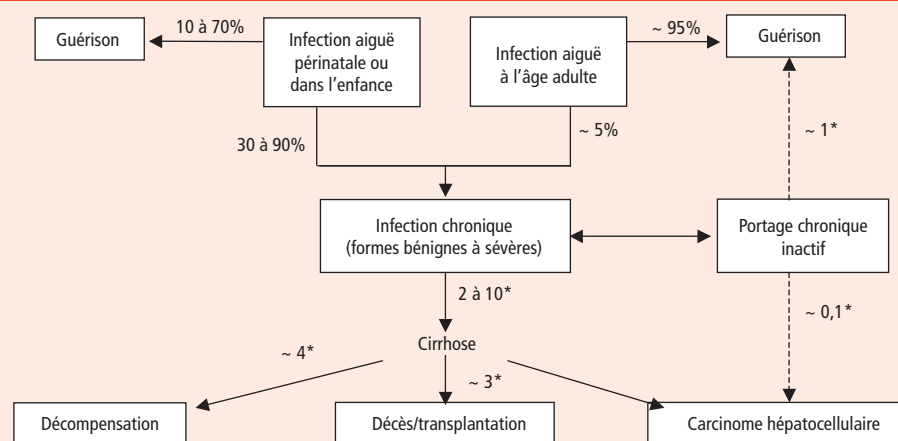 Guérison
10 à 70%
Infection aiguë
périnatale ou
dans l'enfance
Infection aiguë
à l'âge adulte
~ 95%
Guérison
30 à 90%
~ 5%
~ 1*
Infection chronique
(formes bénignes à sévères)
Portage chronique
inactif
2 à 10*
~ 0,1*
Cirrhose
~ 4*
~ 3*
Décompensation
Décès/transplantation
Carcinome hépatocellulaire